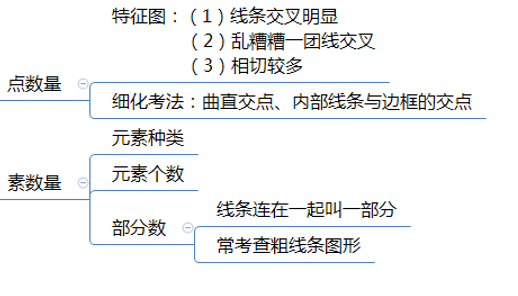 特征图：（1）线条交叉明显
（2）乱糟糟一团线交叉
（3）相切较多
点数量
细化考法：曲直交点、内部线条与边框的交点
元素种类
素数量
元素个数
线条连在一起叫一部分
部分数
常考查粗线条图形